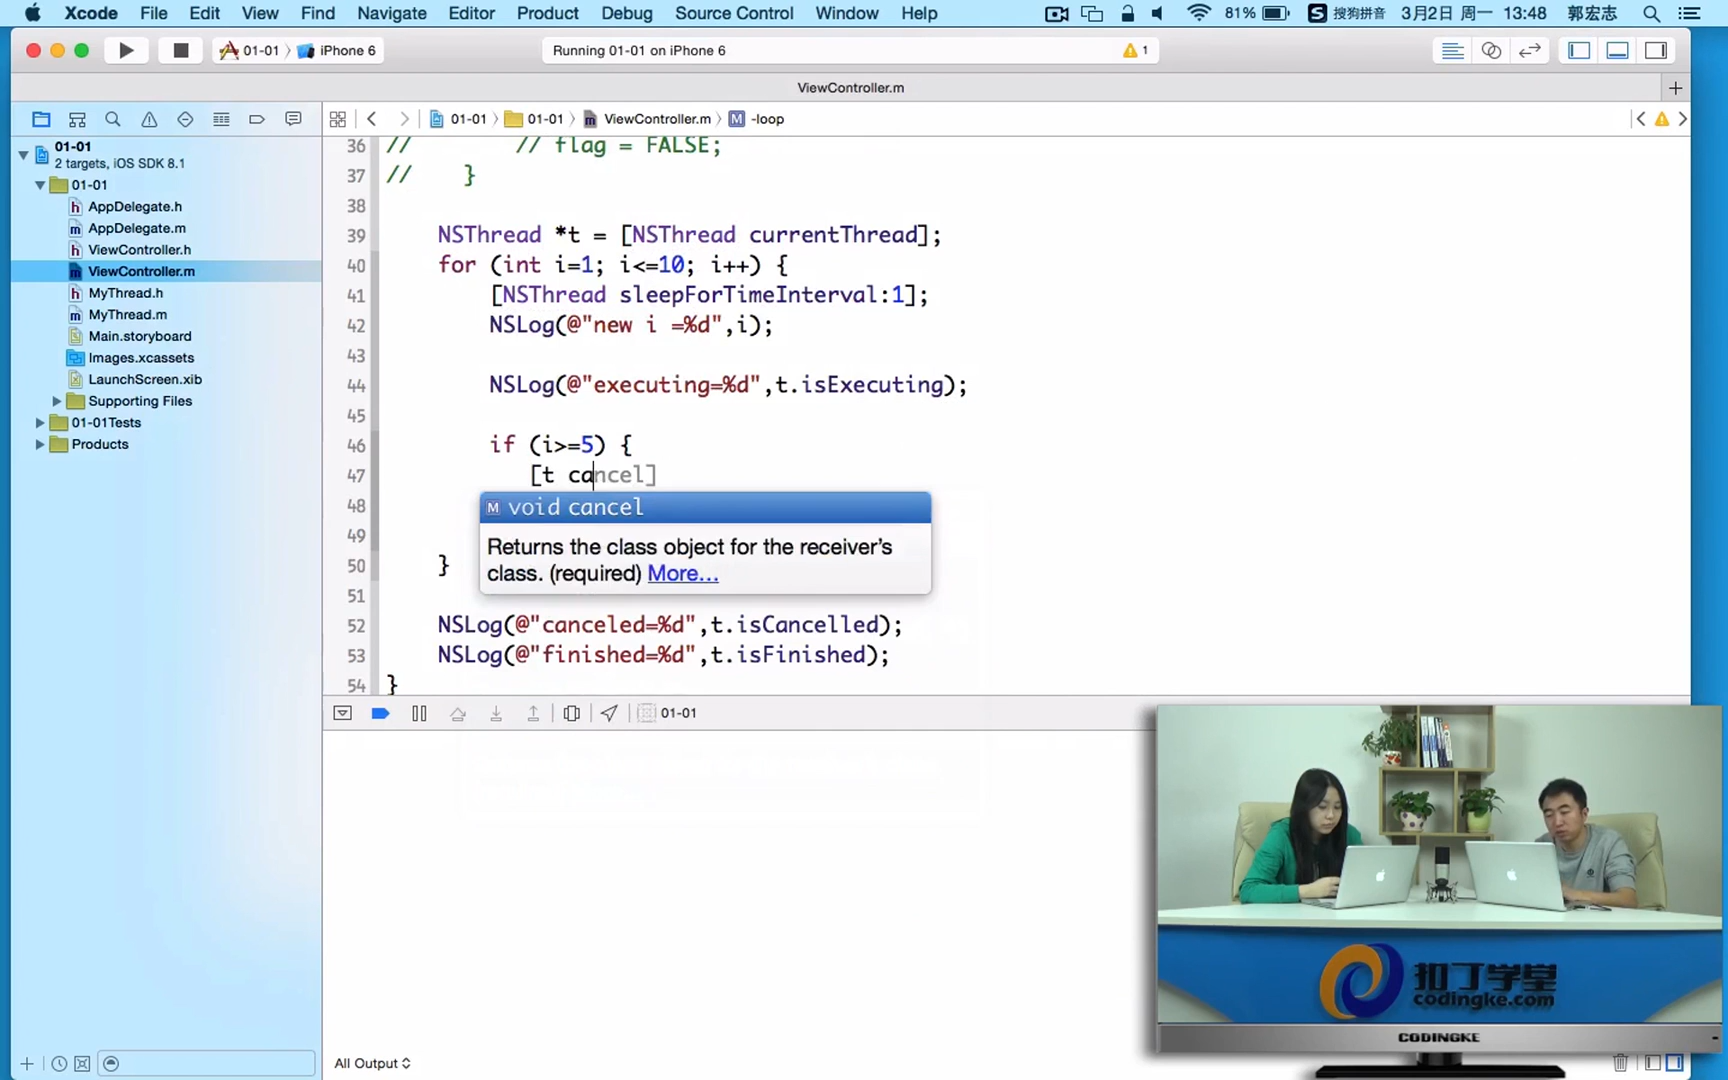 Xcode File Edit View Find Navigate Editor Product Debug Source Control Window Help 81% S 搜狗拼音 3月2日 周一 13:48 郭宏志
01-01 〉 iPhone 6
Running 01-01 on iPhone 6
1
ViewController.m
01-01 〉 01-01 〉 ViewController.m 〉 M -loop
01-01
2 targets, iOS SDK 8.1
01-01
AppDelegate.h
AppDelegate.m
ViewController.h
ViewController.m
MyThread.h
MyThread.m
Main.storyboard
Images.xcassets
LaunchScreen.xib
Supporting Files
01-01Tests
Products
36 //        // flag = FALSE;
37 //    }
38
39 NSThread *t = [NSThread currentThread];
40 for (int i=1; i<=10; i++) {
41 [NSThread sleepForTimeInterval:1];
42 NSLog(@"new i =%d",i);
43
44 NSLog(@"executing=%d",t.isExecuting);
45
46 if (i>=5) {
47 [t cancel]
48
M void cancel
49
Returns the class object for the receiver's
class. (required) More...
50 }
51
52 NSLog(@"canceled=%d",t.isCancelled);
53 NSLog(@"finished=%d",t.isFinished);
54 }
01-01
扣丁学堂
codingke.com
CODINGKE
All Output